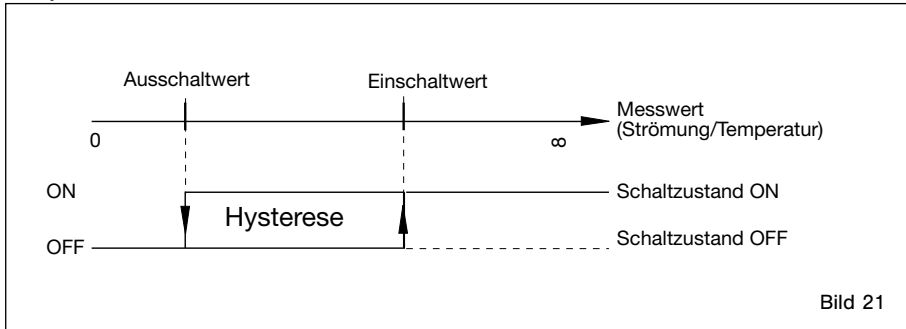 Ausschaltwert
Einschaltwert
Messwert
(Strömung/Temperatur)
0
∞
ON
Schaltzustand ON
Hysterese
OFF
Schaltzustand OFF
Bild 21